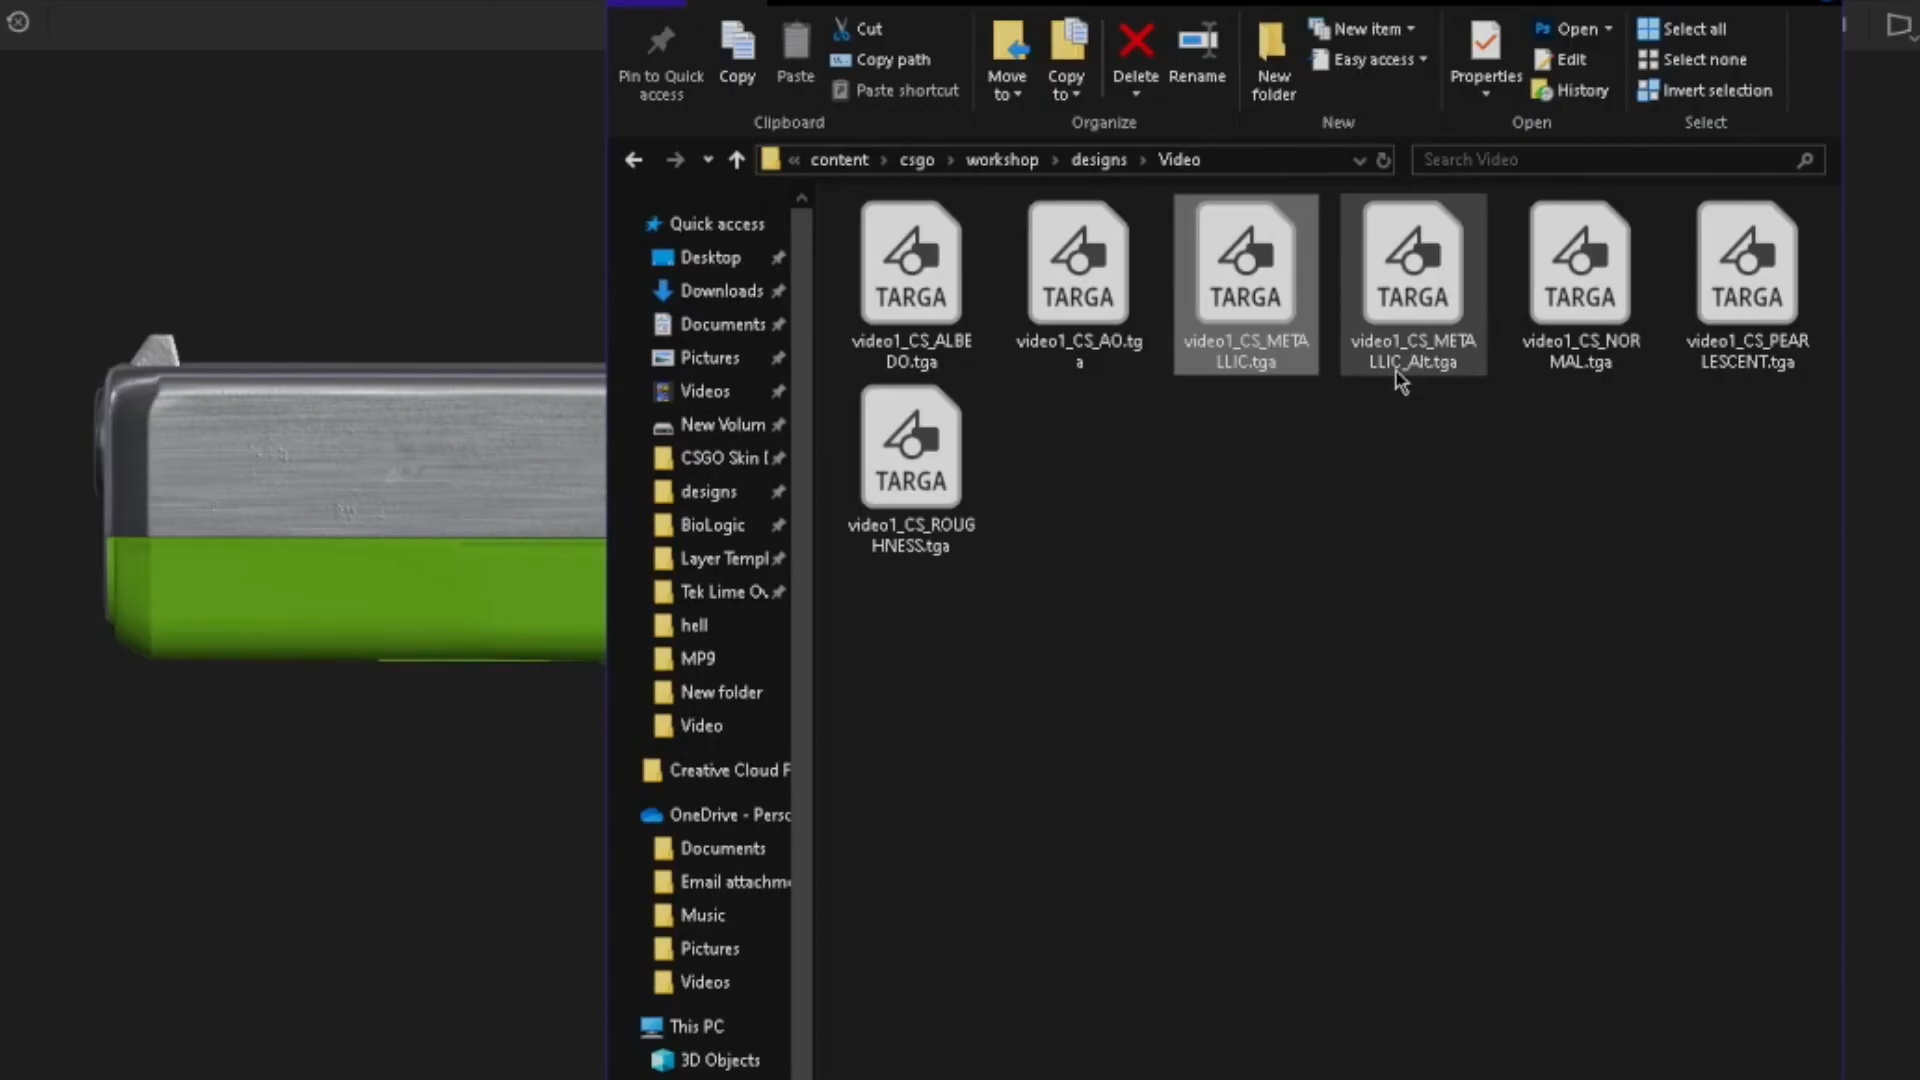 Pin to Quick
access
Copy
Paste
Cut
Copy path
Paste shortcut
Clipboard
Move
to
Copy
to
Delete
Rename
Organize
New
folder
New item
Easy access
New
Properties
Open
Edit
History
Open
Select all
Select none
Invert selection
Select
« content › csgo › workshop › designs › Video
Search Video
Quick access
Desktop
Downloads
Documents
Pictures
Videos
New Volum
CSGO Skin
designs
BioLogic
Layer Templ
Tek Lime Ov
hell
MP9
New folder
Video
Creative Cloud F
OneDrive - Perso
Documents
Email attachm
Music
Pictures
Videos
This PC
3D Objects
TARGA
video1_CS_ALBE
DO.tga
TARGA
video1_CS_AO.tg
a
TARGA
video1_CS_META
LLIC.tga
TARGA
video1_CS_META
LLIC_Alt.tga
TARGA
video1_CS_NOR
MAL.tga
TARGA
video1_CS_PEAR
LESCENT.tga
TARGA
video1_CS_ROUG
HNESS.tga